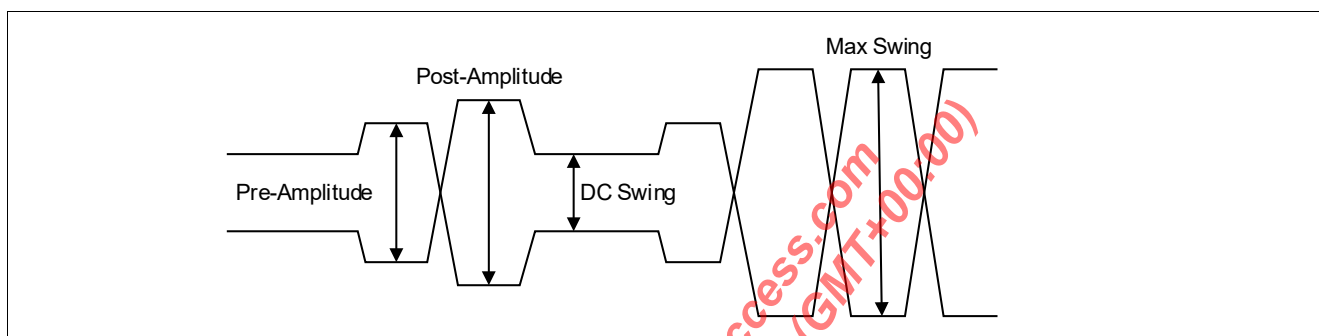 Max Swing
Post-Amplitude
Pre-Amplitude
DC Swing
ccess.com
(GMT+00:00)